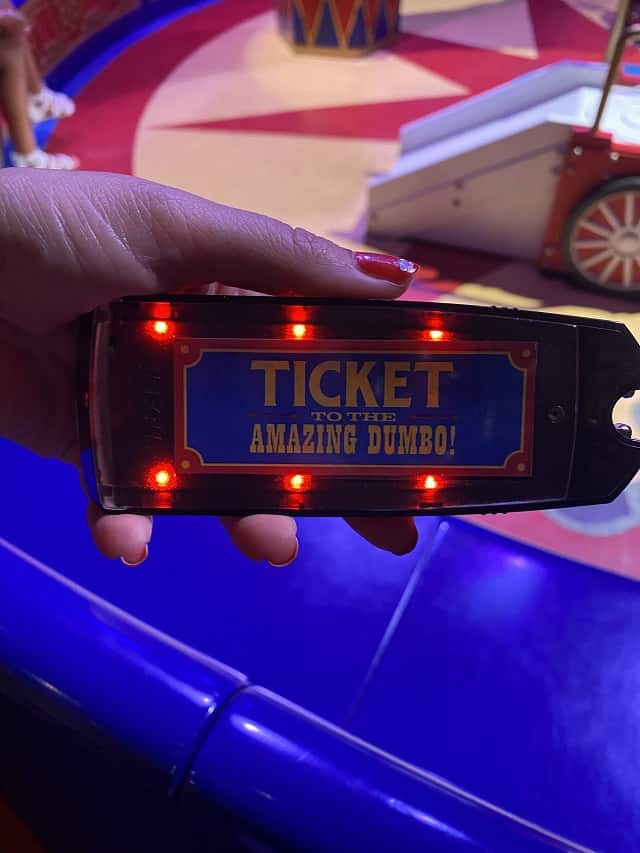 TICKET
TO THE
AMAZING DUMBO!